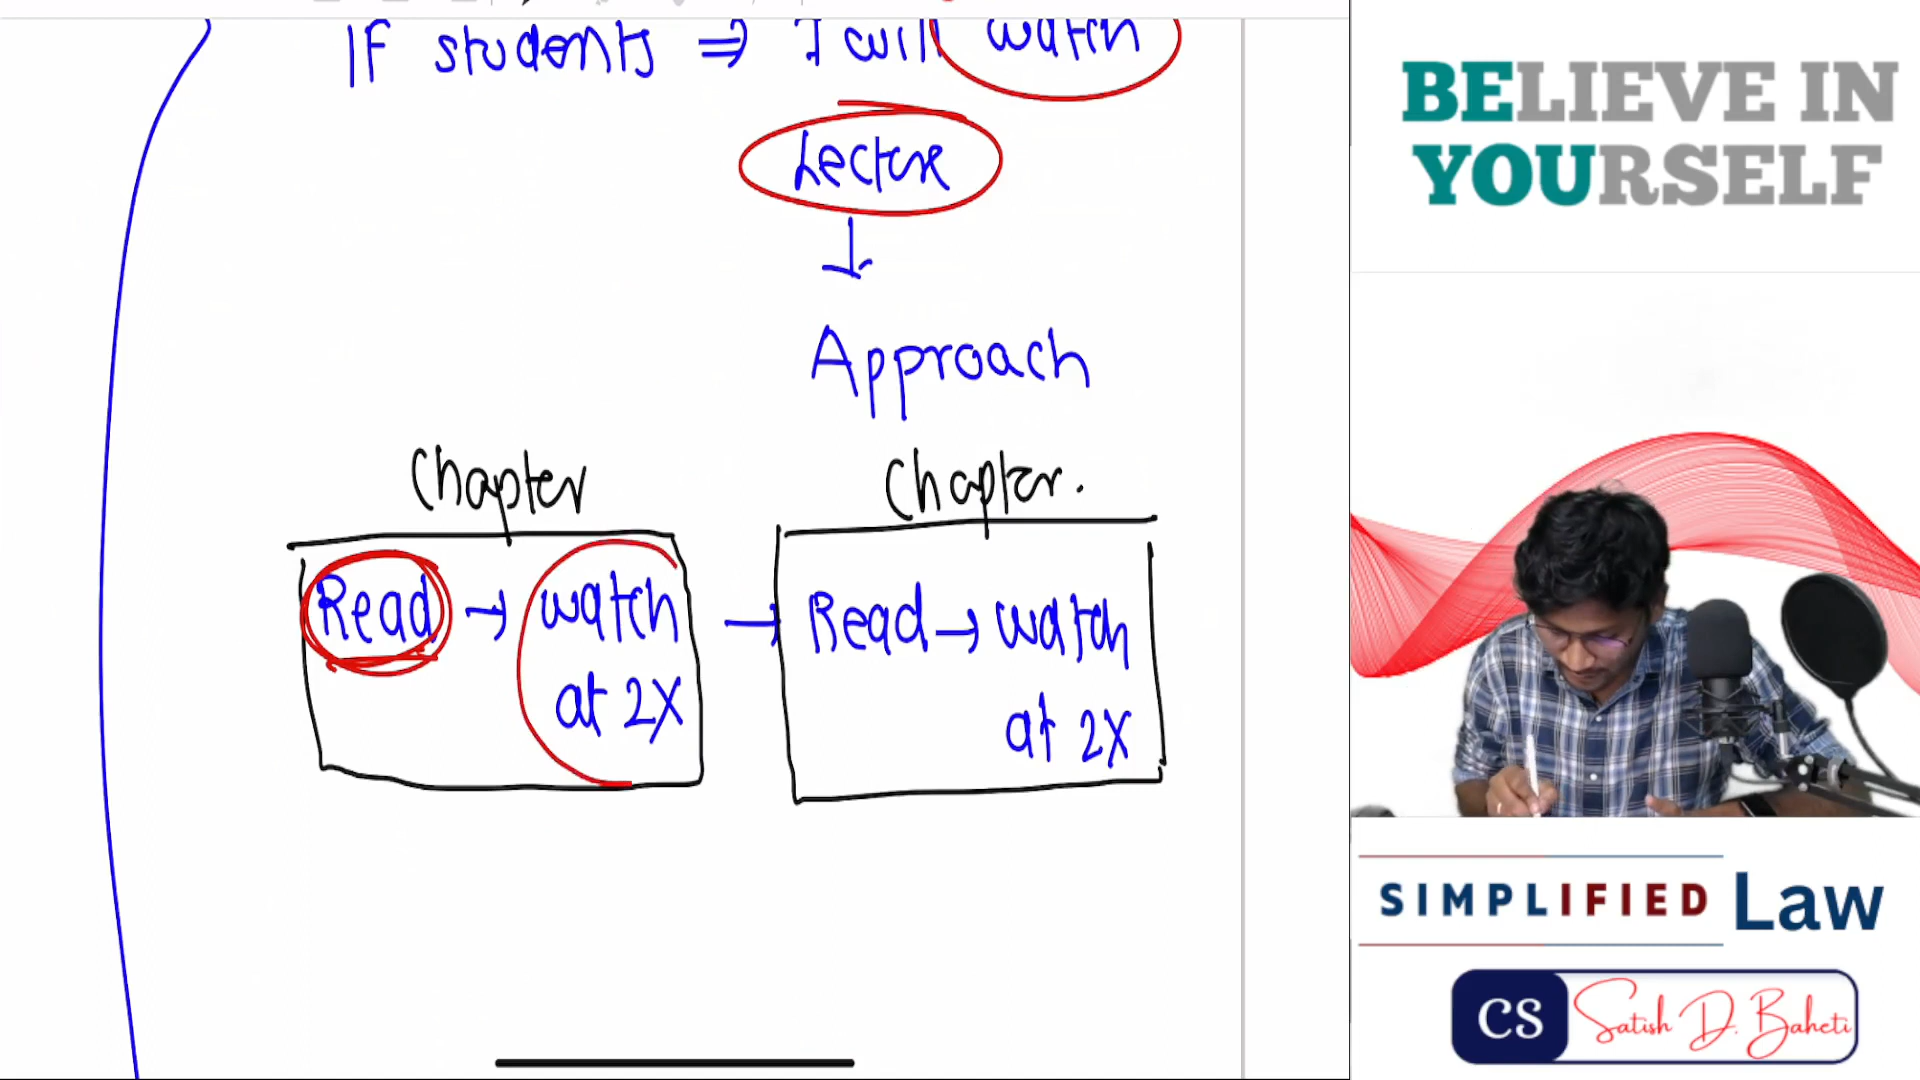 If students ⇒ I will watch
Lecture
Approach
Chapter
Read → watch
at 2X
→
Chapter.
Read → watch
at 2X
BELIEVE IN
YOURSELF
SIMPLIFIED Law
CS Satish D. Baheti